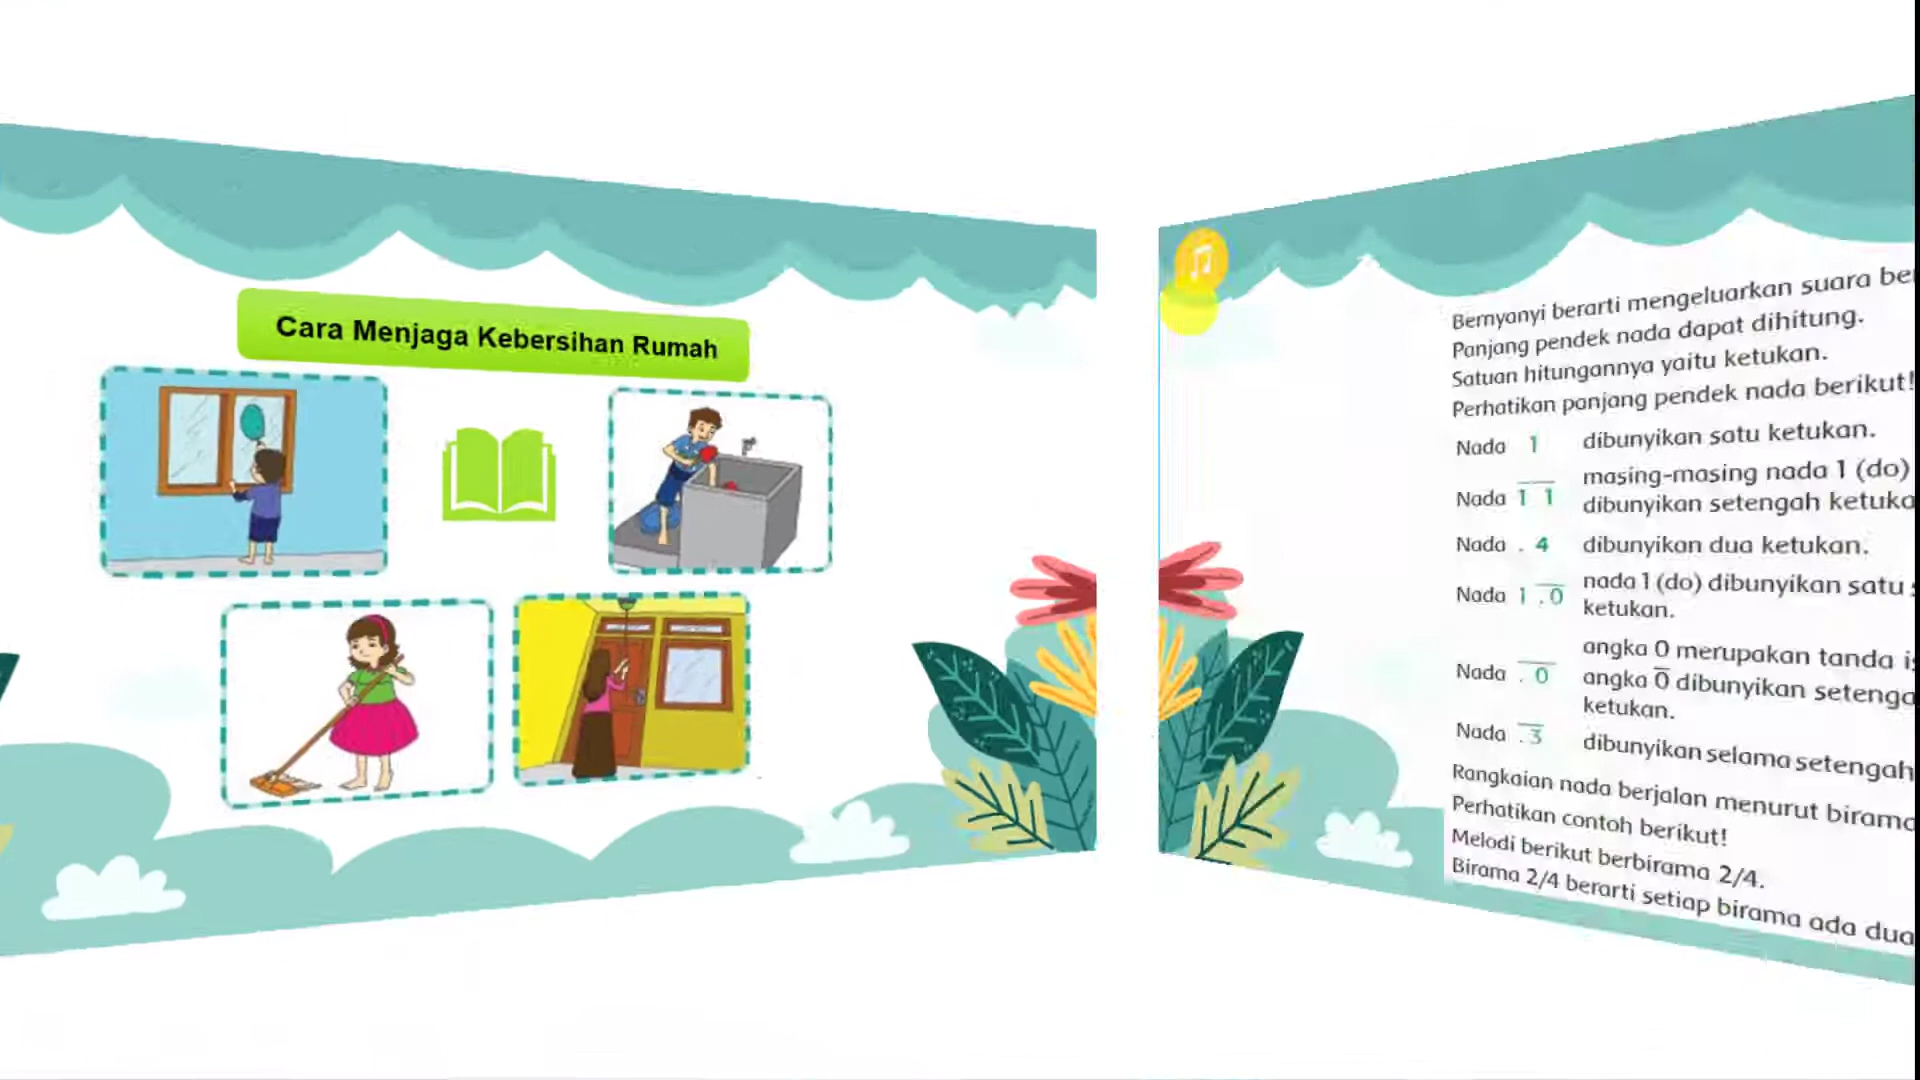 Cara Menjaga Kebersihan Rumah
Bernyanyi berarti mengeluarkan suara
Panjang pendek nada dapat dihitung.
Satuan hitungannya yaitu ketukan.
Perhatikan panjang pendek nada berikut!
Nada 1 dibunyikan satu ketukan.
masing-masing nada 1 (do)
Nada 1̅ 1̅ dibunyikan setengah
Nada . 4 dibunyikan dua ketukan.
nada 1 (do) dibunyikan satu
Nada 1 .̅ 0̅
ketukan.
angka 0 merupakan tanda
Nada .̅ 0̅ angka 0̅ dibunyikan
ketukan.
Nada .̅ 3̅ dibunyikan selama setengah
Rangkaian nada berjalan menurut
Perhatikan contoh berikut!
Melodi berikut berbirama 2/4.
Birama 2/4 berarti setiap birama ada dua